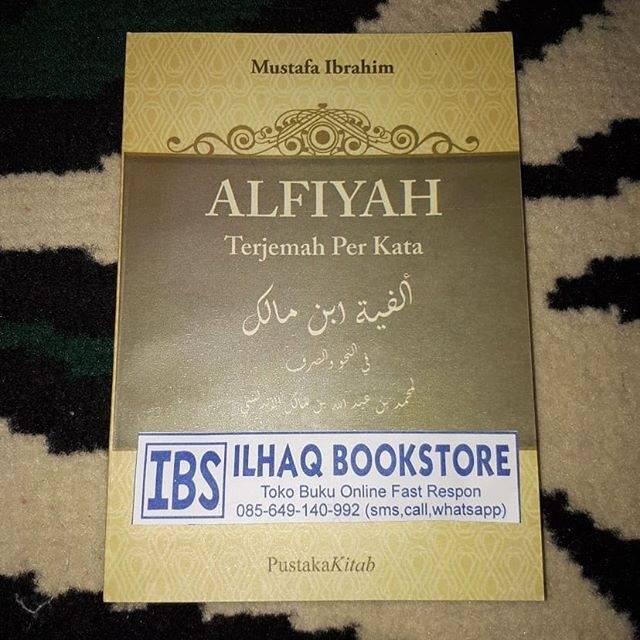 Mustafa Ibrahim
ALFIYAH
Terjemah Per Kata
ألفية ابن مالك
في النحو والصرف
لمحمد بن عبد الله بن مالك الأندلسي
IBS
ILHAQ BOOKSTORE
Toko Buku Online Fast Respon
085-649-140-992 (sms,call,whatsapp)
PustakaKitab